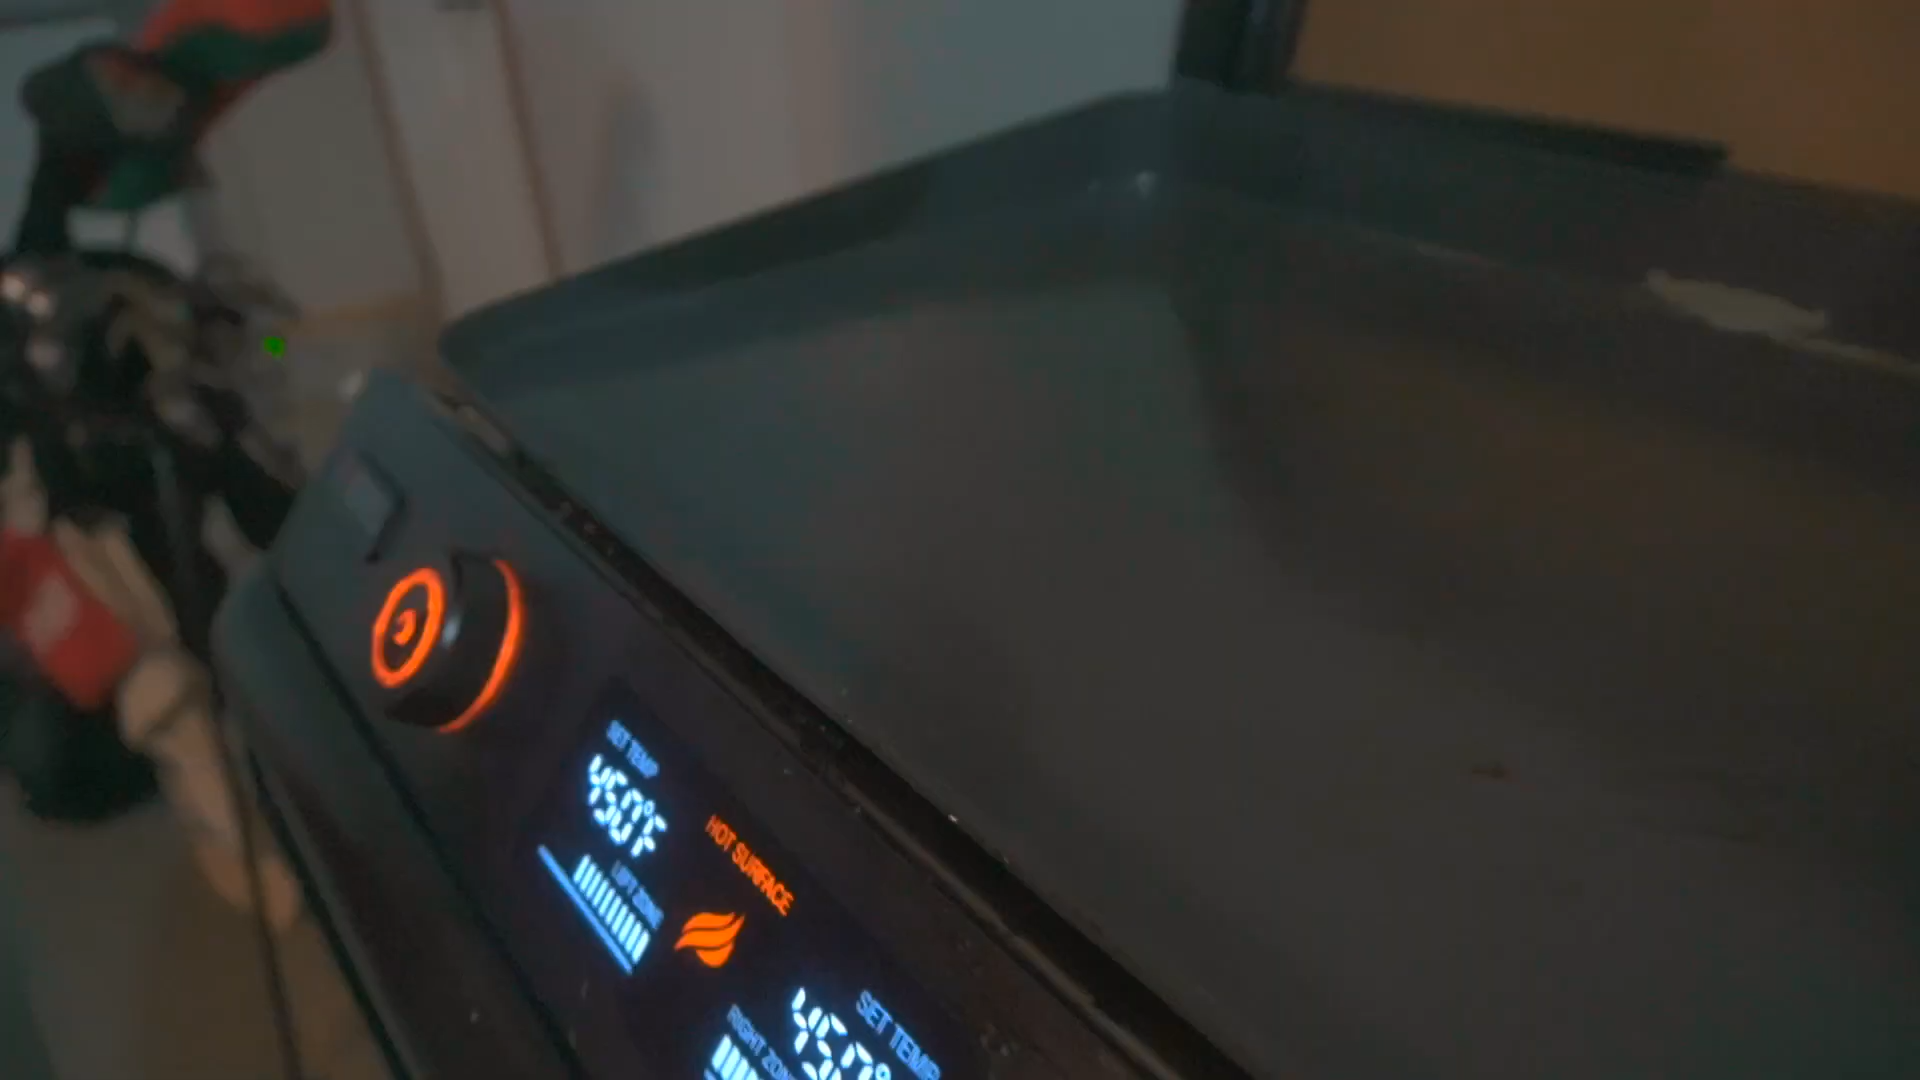 SET TEMP
450°F
LEFT ZONE
HOT SURFACE
SET TEMP
450°
RIGHT ZONE